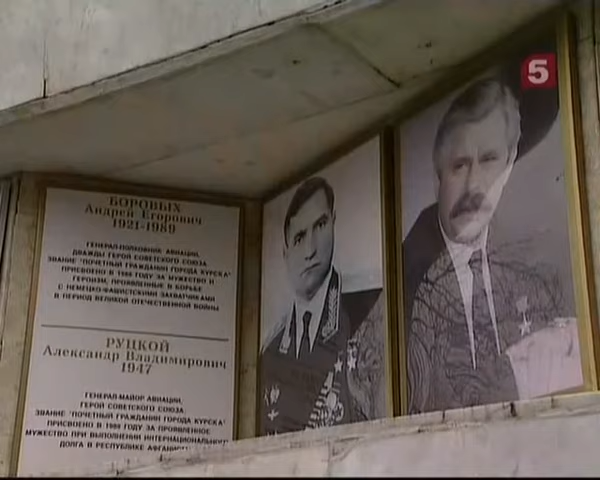 5
БОРОВЫХ
Андрей Егорович
1921-1989
ГЕНЕРАЛ-ПОЛКОВНИК АВИАЦИИ,
ДВАЖДЫ ГЕРОЙ СОВЕТСКОГО СОЮЗА.
ЗВАНИЕ "ПОЧЕТНЫЙ ГРАЖДАНИН ГОРОДА КУРСКА"
ПРИСВОЕНО В 19 ГОДУ ЗА МУЖЕСТВО И
ГЕРОИЗМ, ПРОЯВЛЕННЫЕ В БОРЬБЕ
С НЕМЕЦКО-ФАШИСТСКИМИ ЗАХВАТЧИКАМИ
В ПЕРИОД ВЕЛИКОЙ ОТЕЧЕСТВЕННОЙ ВОЙНЫ
РУЦКОЙ
Александр Владимирович
1947
ГЕНЕРАЛ-МАЙОР АВИАЦИИ,
ГЕРОЙ СОВЕТСКОГО СОЮЗА.
ЗВАНИЕ "ПОЧЕТНЫЙ ГРАЖДАНИН ГОРОДА КУРСКА"
ПРИСВОЕНО В ГОДУ ЗА ПРОЯВЛЕННОЕ
МУЖЕСТВО ПРИ ВЫПОЛНЕНИИ ИНТЕРНАЦИОНАЛЬНОГО
ДОЛГА В РЕСПУБЛИКЕ АФГАНИСТАН